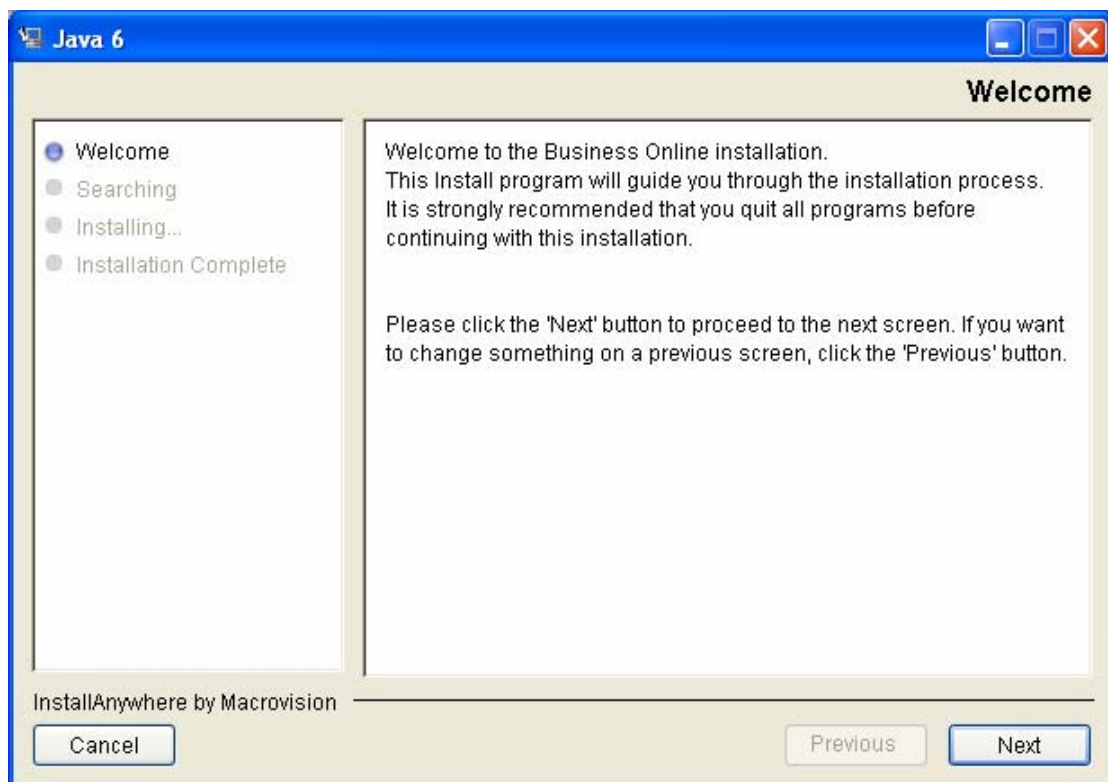 Java 6
Welcome
Welcome
Searching
Installing...
Installation Complete
Welcome to the Business Online installation.
This Install program will guide you through the installation process.
It is strongly recommended that you quit all programs before
continuing with this installation.
Please click the 'Next' button to proceed to the next screen. If you want
to change something on a previous screen, click the 'Previous' button.
InstallAnywhere by Macrovision
Cancel
Previous
Next